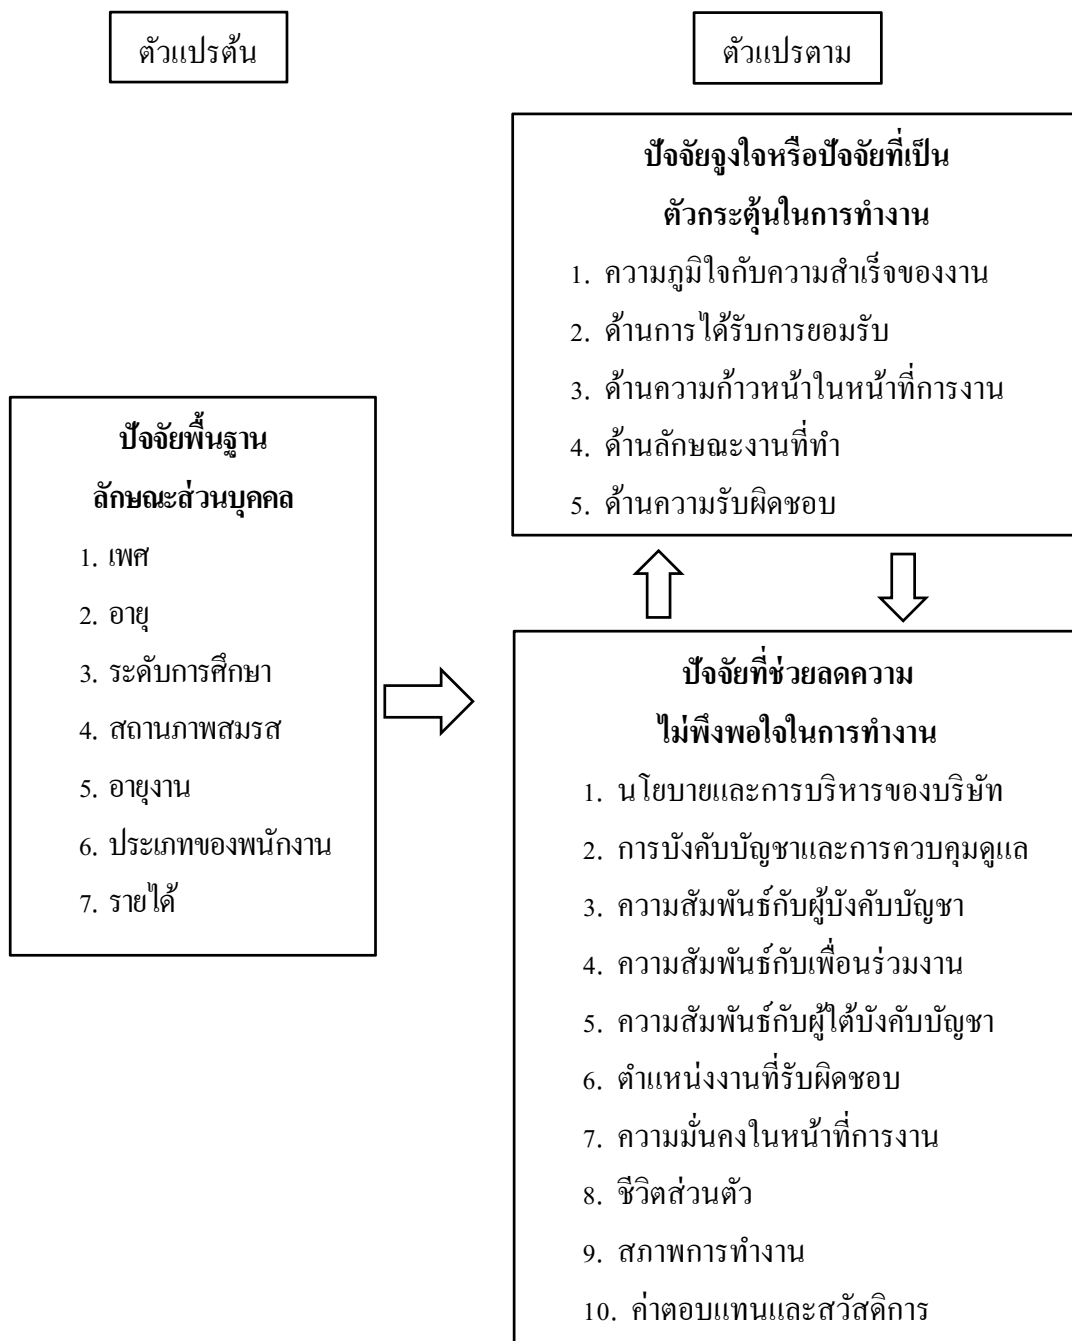 ตัวแปรต้น
ตัวแปรตาม
ปัจจัยจูงใจหรือปัจจัยที่เป็น
ตัวกระตุ้นในการทำงาน
1. ความภูมิใจกับความสำเร็จของงาน
2. ด้านการได้รับการยอมรับ
3. ด้านความก้าวหน้าในหน้าที่การงาน
4. ด้านลักษณะงานที่ทำ
5. ด้านความรับผิดชอบ
ปัจจัยพื้นฐาน
ลักษณะส่วนบุคคล
1. เพศ
2. อายุ
3. ระดับการศึกษา
4. สถานภาพสมรส
5. อายุงาน
6. ประเภทของพนักงาน
7. รายได้
ปัจจัยที่ช่วยลดความ
ไม่พึงพอใจในการทำงาน
1. นโยบายและการบริหารของบริษัท
2. การบังคับบัญชาและการควบคุมดูแล
3. ความสัมพันธ์กับผู้บังคับบัญชา
4. ความสัมพันธ์กับเพื่อนร่วมงาน
5. ความสัมพันธ์กับผู้ใต้บังคับบัญชา
6. ตำแหน่งงานที่รับผิดชอบ
7. ความมั่นคงในหน้าที่การงาน
8. ชีวิตส่วนตัว
9. สภาพการทำงาน
10. ค่าตอบแทนและสวัสดิการ